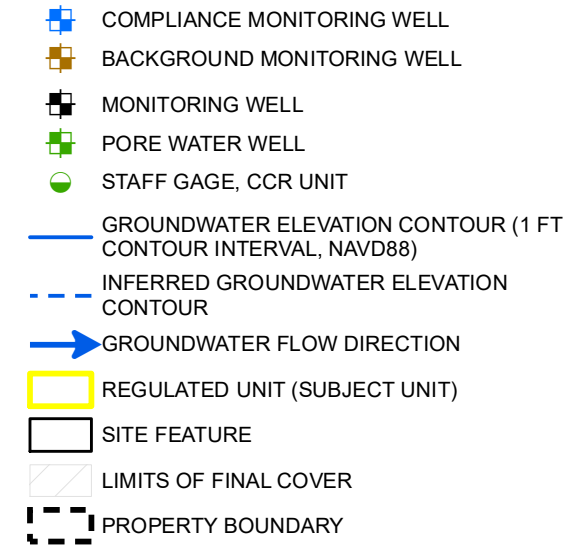 COMPLIANCE MONITORING WELL
BACKGROUND MONITORING WELL
MONITORING WELL
PORE WATER WELL
STAFF GAGE, CCR UNIT
GROUNDWATER ELEVATION CONTOUR (1 FT
CONTOUR INTERVAL, NAVD88)
INFERRED GROUNDWATER ELEVATION
CONTOUR
GROUNDWATER FLOW DIRECTION
REGULATED UNIT (SUBJECT UNIT)
SITE FEATURE
LIMITS OF FINAL COVER
PROPERTY BOUNDARY